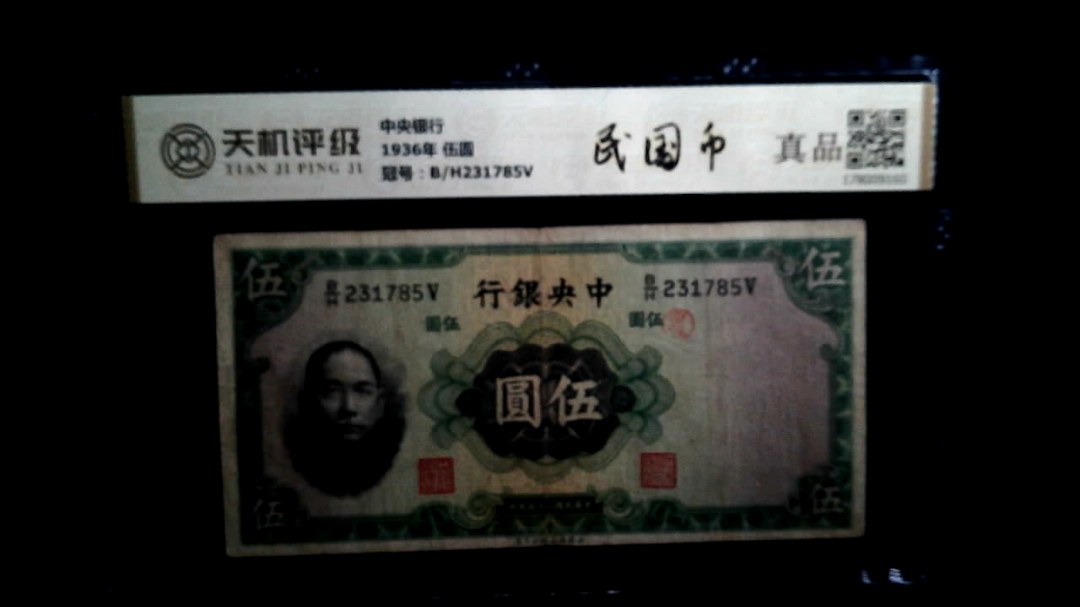 天机评级
TIAN JI PING JI
中央银行
1936年 伍圆
冠号：B/H231785V
民国币
真品
伍
伍
B/H 231785V
行銀央中
B/H 231785V
圓伍
圓伍
圓伍
伍
伍